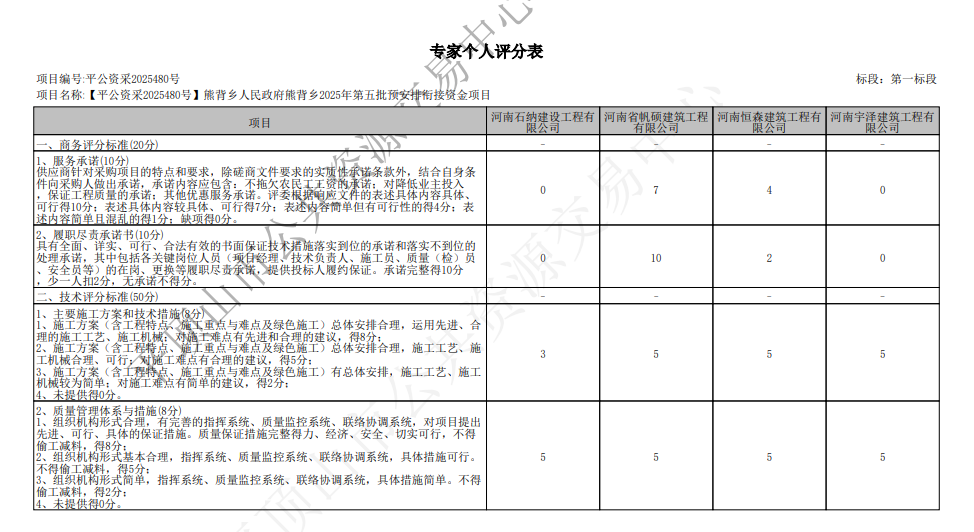 专家个人评分表
项目编号:平公资采2025480号
标段: 第一标段
项目名称:【平公资采2025480号】熊背乡人民政府熊背乡2025年第五批预安排衔接资金项目
项目
河南石纳建设工程有限公司
河南省帆硕建筑工程有限公司
河南恒森建筑工程有限公司
河南宇泽建筑工程有限公司
一、商务评分标准(20分)
- - - -
1、服务承诺(10分)
供应商针对采购项目的特点和要求,除磋商文件要求的实质性承诺条款外,结合自身条
件向采购人做出承诺,承诺内容应包含:不拖欠农民工工资的承诺;对降低业主投入
,保证工程质量的承诺;其他优惠服务承诺。评委根据响应文件的表述具体内容具体、
可行得10分;表述具体内容较具体、可行得7分;表述内容简单但有可行性的得4分;表
述内容简单且混乱的得1分;缺项得0分。
0 7 4 0
2、履职尽责承诺书(10分)
具有全面、详实、可行、合法有效的书面保证技术措施落实到位的承诺和落实不到位的
处理承诺,其中包括各关键岗位人员(项目经理、技术负责人、施工员、质量(检)员
、安全员等)的在岗、更换等履职尽责承诺,提供投标人履约保证。承诺完整得10分
,少一人扣2分,无承诺不得分。
0 10 2 0
二、技术评分标准(50分)
- - - -
1、主要施工方案和技术措施(8分)
1、施工方案(含工程特点、施工重点与难点及绿色施工)总体安排合理,运用先进、合
理的施工工艺、施工机械;对施工难点有先进和合理的建议,得8分;
2、施工方案(含工程特点、施工重点与难点及绿色施工)总体安排合理,施工工艺、施
工机械合理、可行;对施工难点有合理的建议,得5分;
3、施工方案(含工程特点、施工重点与难点及绿色施工)有总体安排,施工工艺、施工
机械较为简单;对施工难点有简单的建议,得2分;
4、未提供得0分。
3 5 5 5
2、质量管理体系与措施(8分)
1、组织机构形式合理,有完善的指挥系统、质量监控系统、联络协调系统,对项目提出
先进、可行、具体的保证措施。质量保证措施完整得力、经济、安全、切实可行,不得
偷工减料,得8分;
2、组织机构形式基本合理,指挥系统、质量监控系统、联络协调系统,具体措施可行。
不得偷工减料,得5分;
3、组织机构形式简单,指挥系统、质量监控系统、联络协调系统,具体措施简单。不得
偷工减料,得2分;
4、未提供得0分。
5 5 5 5
平顶山市公共资源交易中心
平顶山市公共资源交易中心